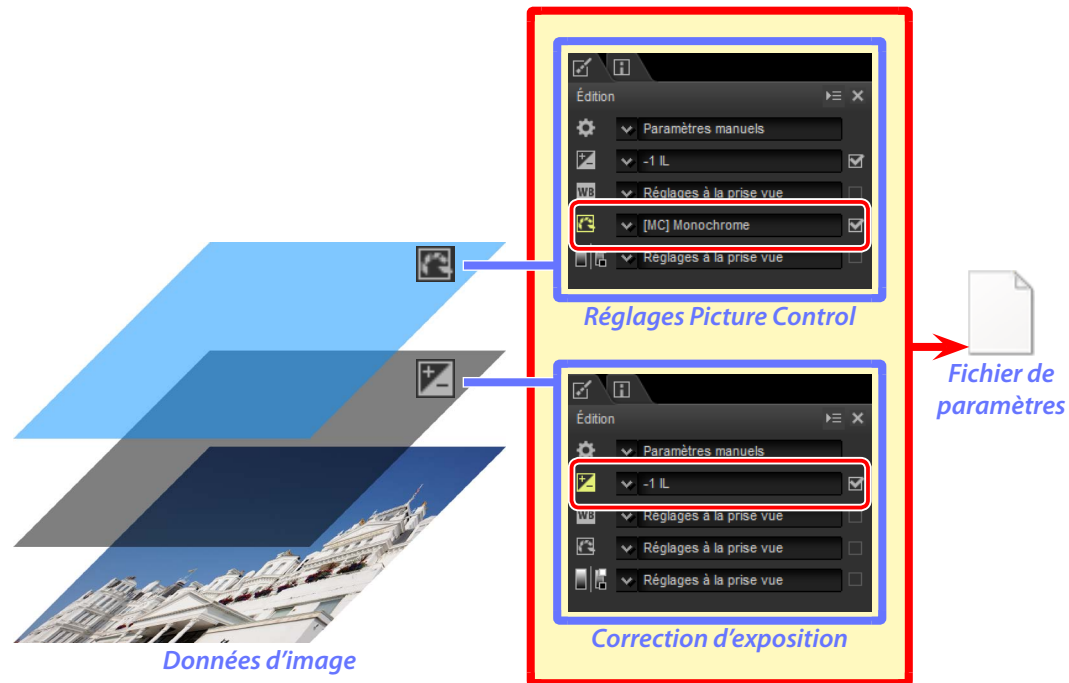 Édition
Paramètres manuels
-1 IL
WB Réglages à la prise vue
[MC] Monochrome
Réglages à la prise vue
Réglages Picture Control
Fichier de
paramètres
Édition
Paramètres manuels
-1 IL
WB Réglages à la prise vue
Réglages à la prise vue
Réglages à la prise vue
Correction d'exposition
Données d'image